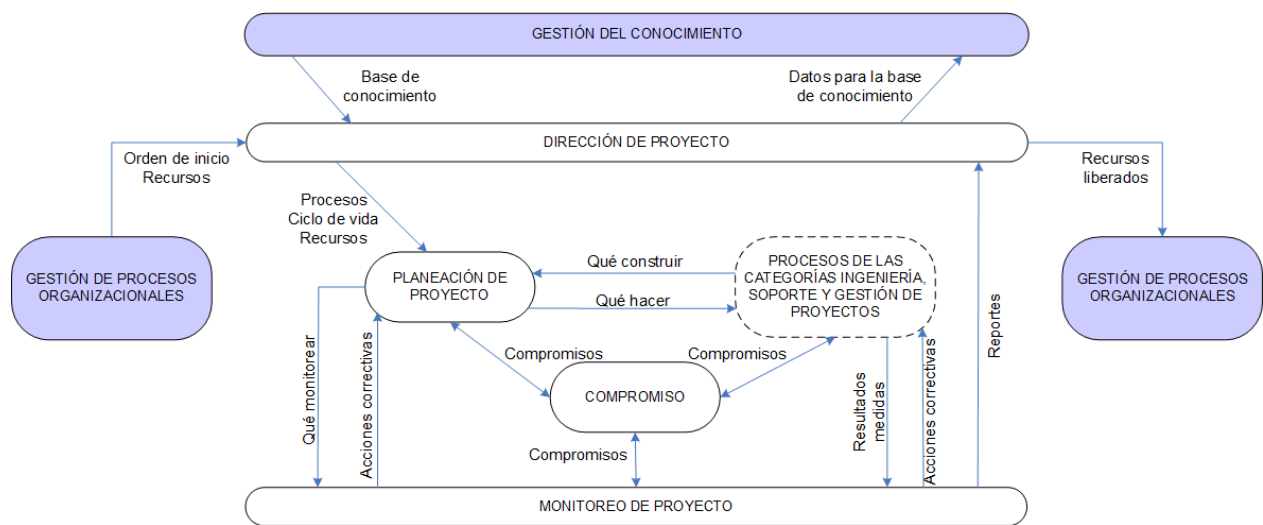 GESTIÓN DEL CONOCIMIENTO
Base de
conocimiento
Datos para la base
de conocimiento
DIRECCIÓN DE PROYECTO
Orden de inicio
Recursos
Recursos
liberados
Procesos
Ciclo de vida
Recursos
GESTIÓN DE PROCESOS
ORGANIZACIONALES
PLANEACIÓN DE
PROYECTO
Qué construir
Qué hacer
PROCESOS DE LAS
CATEGORÍAS INGENIERÍA,
SOPORTE Y GESTIÓN DE
PROYECTOS
GESTIÓN DE PROCESOS
ORGANIZACIONALES
Reportes
Qué monitorear
Acciones correctivas
Compromisos
Compromisos
COMPROMISO
Resultados
medidas
Acciones correctivas
Compromisos
MONITOREO DE PROYECTO